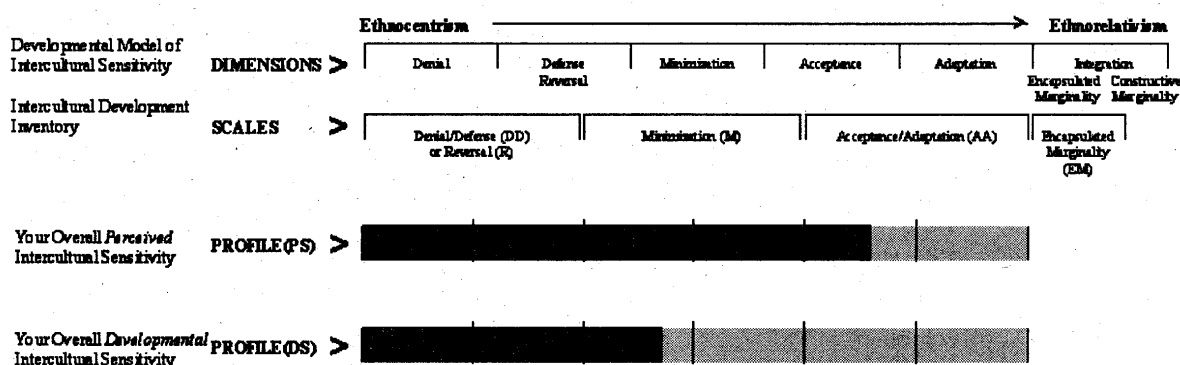 Ethnocentrism Ethnorelativism
Developmental Model of
Intercultural Sensitivity
DIMENSIONS >
Denial Defense Minimization Acceptance Adaptation Integration
Reversal
Encapsulated Constructive
Marginality Marginality
Intercultural Development
Inventory
SCALES >
Denial/Defense (DD)
or Reversal (R)
Minimization (M)
Acceptance/Adaptation (AA)
Encapsulated
Marginality
(EM)
Your Overall Perceived
Intercultural Sensitivity
PROFILE(PS) >
Your Overall Developmental
Intercultural Sensitivity
PROFILE(DS) >